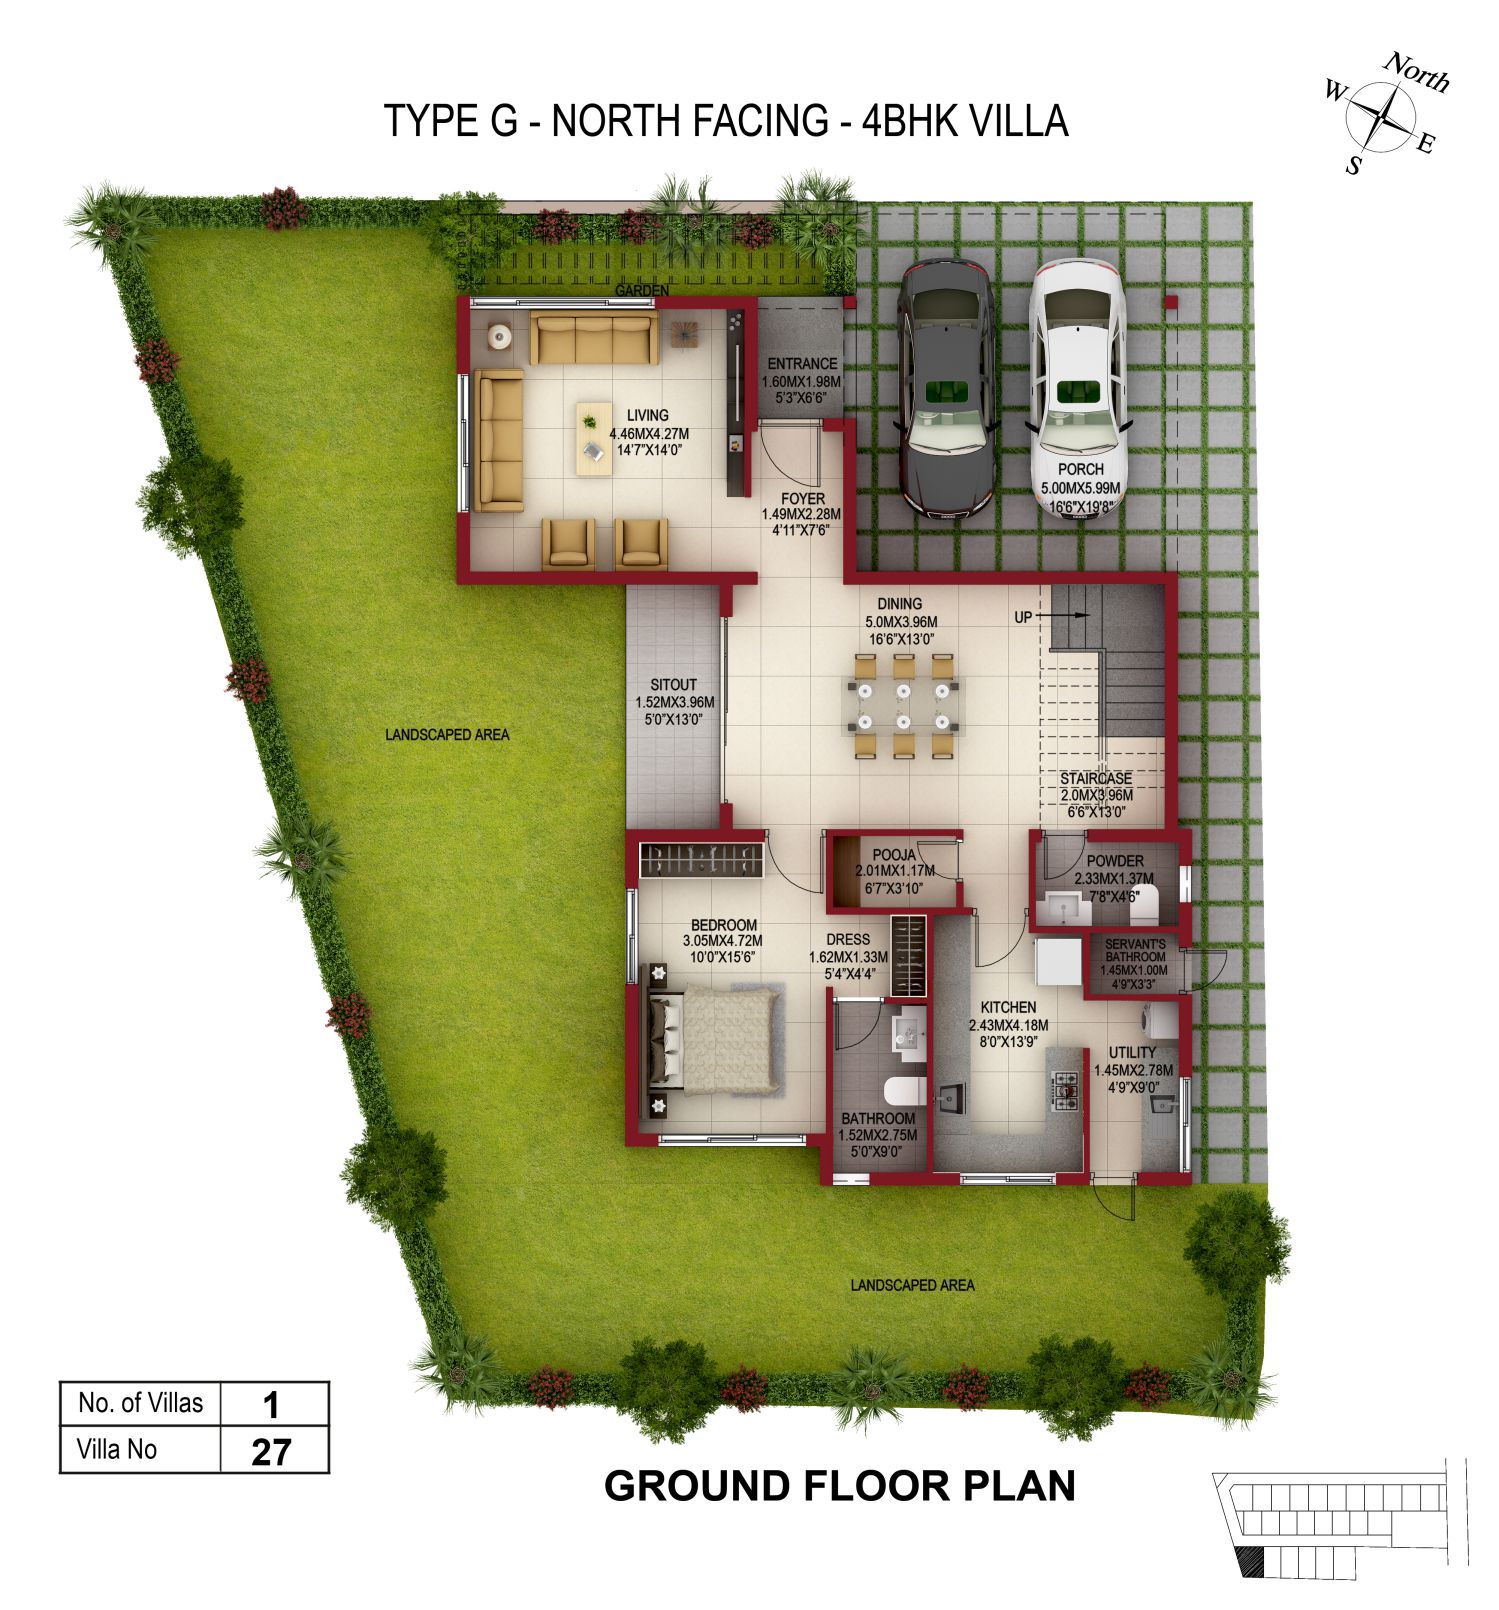 North
W
E
S
TYPE G - NORTH FACING - 4BHK VILLA
GARDEN
ENTRANCE
1.60MX1.98M
5'3"X6'6"
LIVING
4.46MX4.27M
14'7"X14'0"
PORCH
5.00MX5.99M
16'6"X19'8"
FOYER
1.49MX2.28M
4'11"X7'6"
DINING
5.0MX3.96M
16'6"X13'0"
UP
SITOUT
1.52MX3.96M
5'0"X13'0"
LANDSCAPED AREA
STAIRCASE
2.0MX3.96M
6'6"X13'0"
POOJA
2.01MX1.17M
6'7"X3'10"
POWDER
2.33MX1.37M
7'8"X4'6"
BEDROOM
3.05MX4.72M
10'0"X15'6"
DRESS
1.62MX1.33M
5'4"X4'4"
SERVANT'S
BATHROOM
1.45MX1.00M
4'9"X3'3"
KITCHEN
2.43MX4.18M
8'0"X13'9"
UTILITY
1.45MX2.78M
4'9"X9'0"
BATHROOM
1.52MX2.75M
5'0"X9'0"
LANDSCAPED AREA
No. of Villas 1
Villa No 27
GROUND FLOOR PLAN